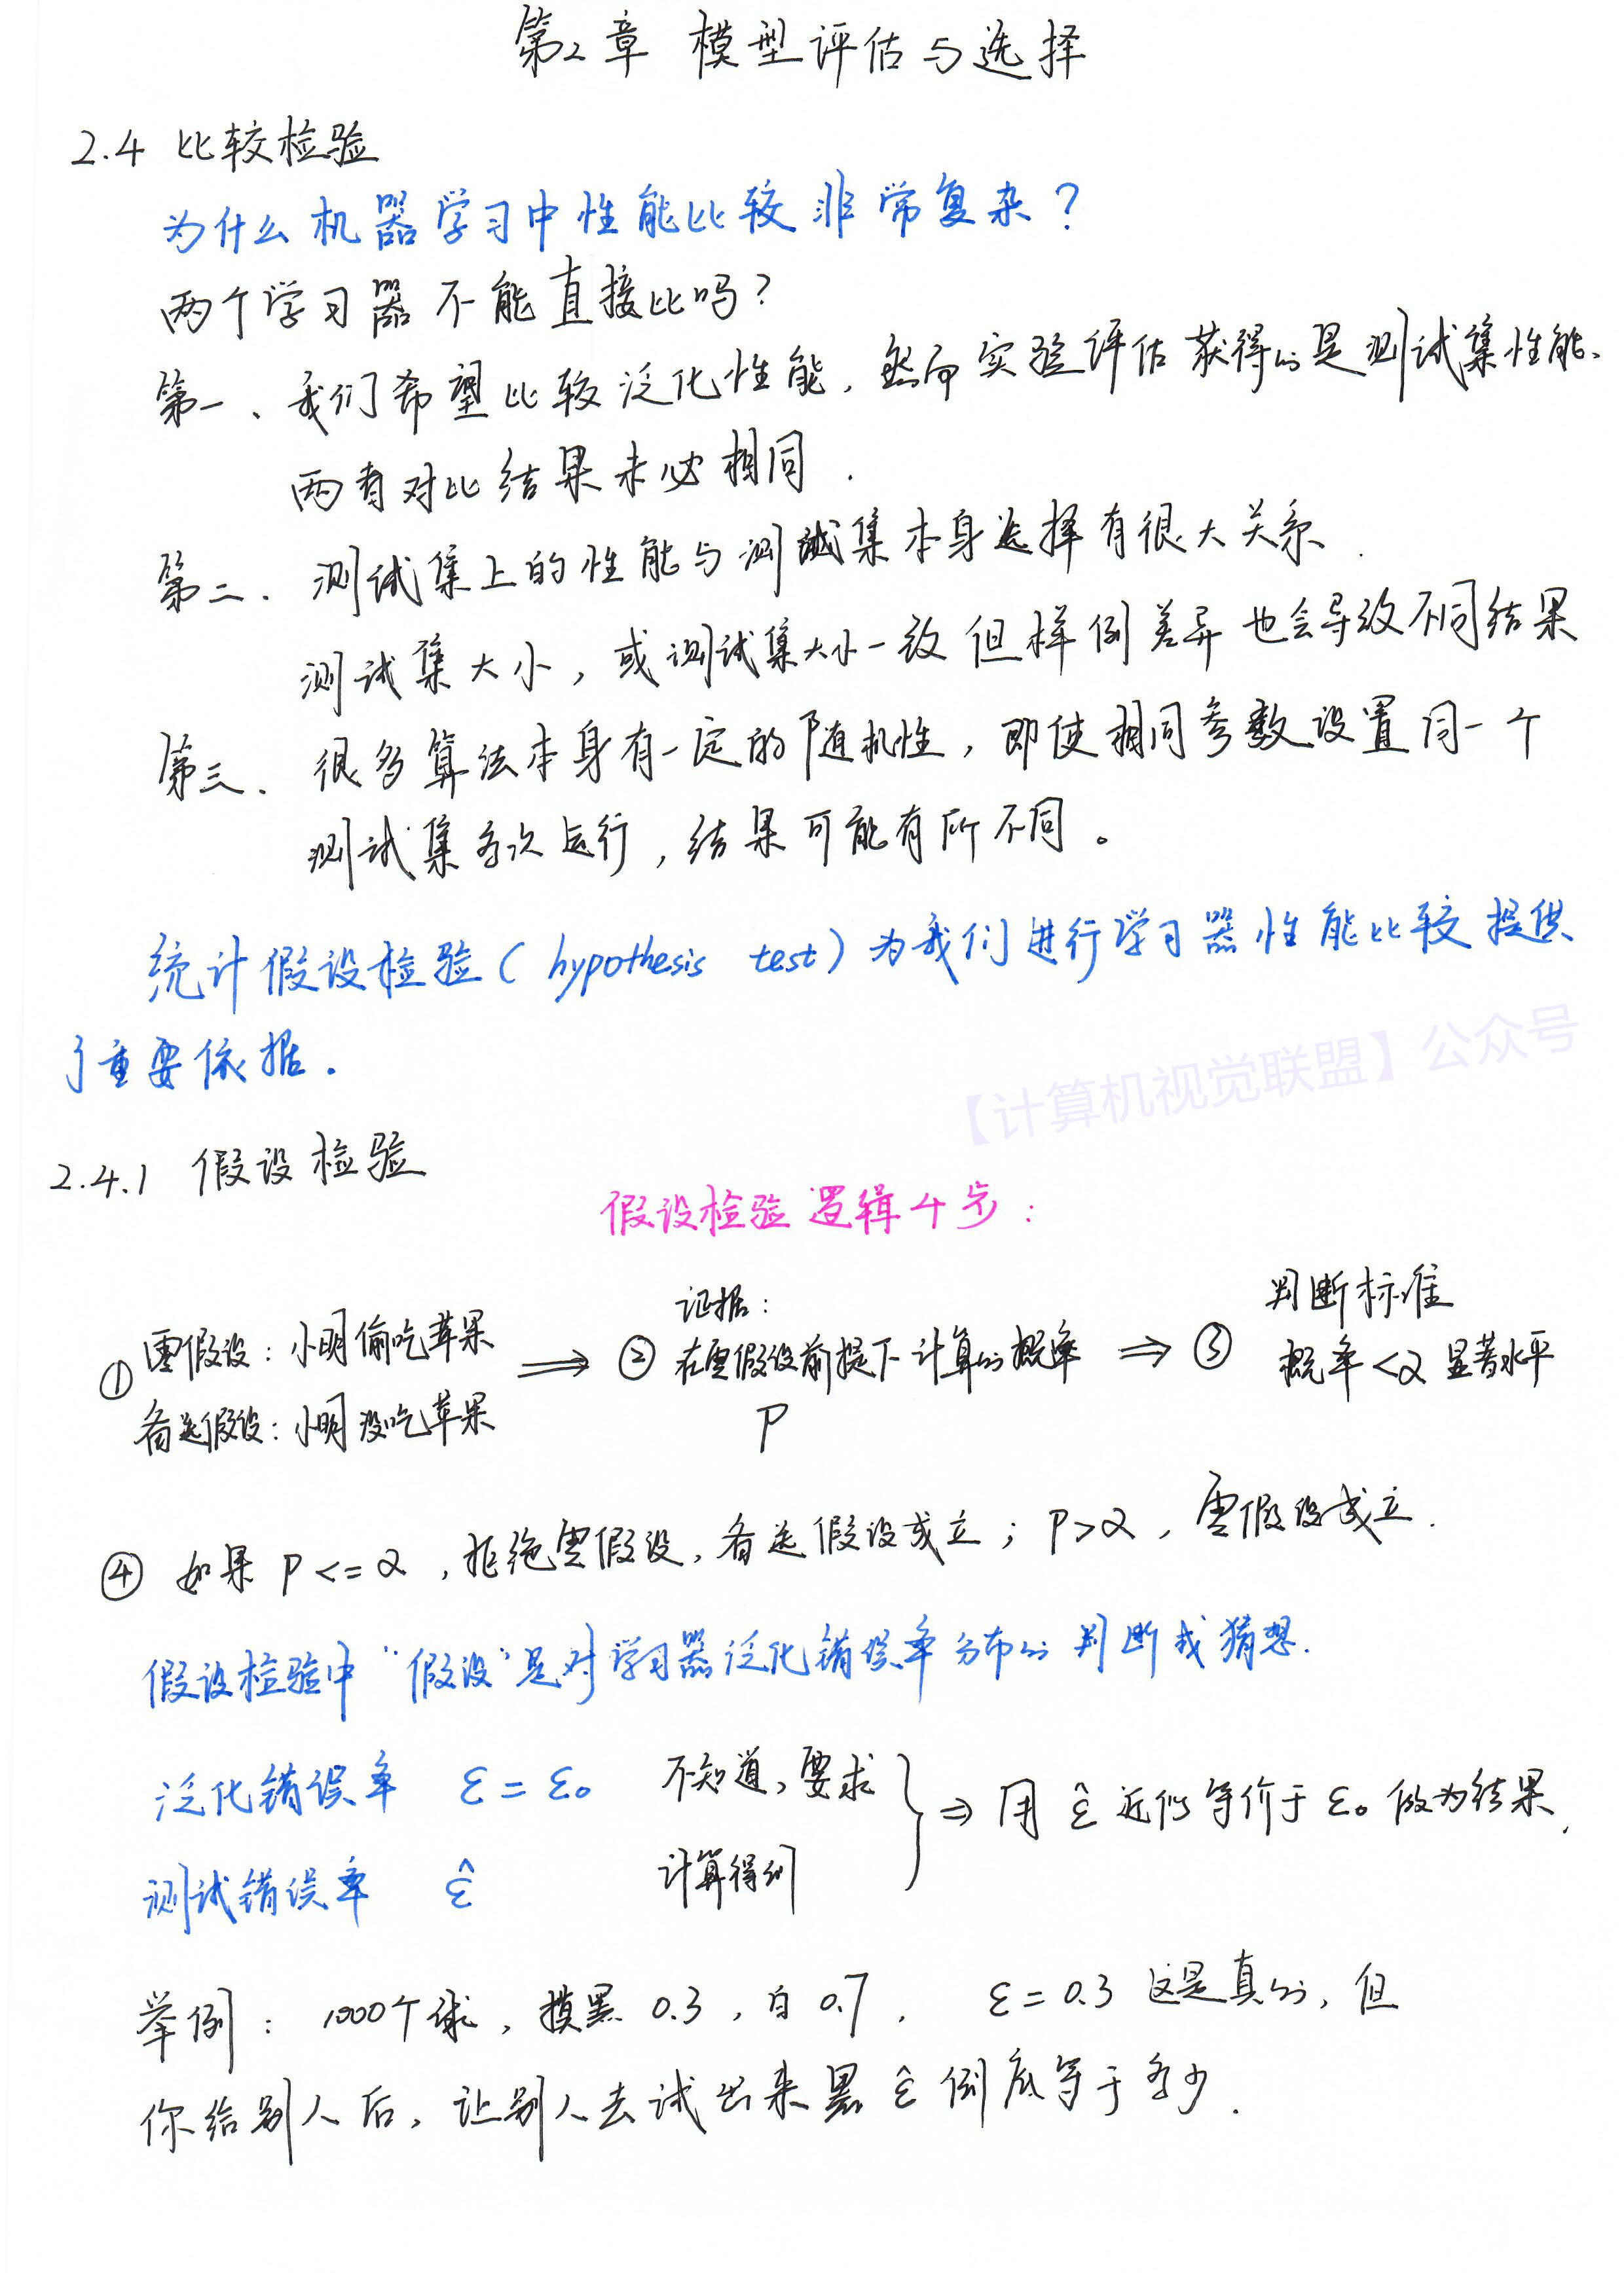 第2章 模型评估与选择
2.4 比较检验
为什么机器学习中性能比较非常复杂？
两个学习器不能直接比吗？
第一、我们希望比较泛化性能，然而实验评估获得的是测试集性能、
两者对比结果未必相同．
第二、测试集上的性能与测试集本身选择有很大关系．
测试集大小，或测试集大小一致但样例差异也会导致不同结果
第三、很多算法本身有一定的随机性，即使相同参数设置同一个
测试集多次运行，结果可能有所不同。
统计假设检验（hypothesis test）为我们进行学习器性能比较提供
了重要依据．
【计算机视觉联盟】公众号
2.4.1 假设检验
假设检验逻辑4步：
① 零假设：小明偷吃苹果
备选假设：小明没吃苹果
⇒ ② 证据：
在零假设前提下计算的概率
P
⇒ ③ 判断标准
概率<α 显著水平
④ 如果 P<=α，拒绝零假设，备选假设成立；P>α，零假设成立．
假设检验中“假设”是对学习器泛化错误率分布的判断或猜想．
泛化错误率 ε=ε₀ 不知道，要求
测试错误率 ε̂ 计算得到
} ⇒ 用 ε̂ 近似等价于 ε₀ 做为结果，
举例：1000个球，摸黑0.3，白0.7， ε=0.3 这是真的，但
你给别人后，让别人去试出来黑 ε̂ 倒底等于多少．